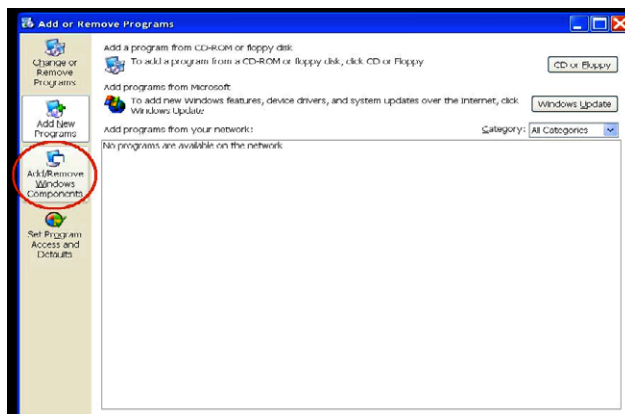 Add or Remove Programs
Change or
Remove
Programs
Add New
Programs
Add/Remove
Windows
Components
Set Program
Access and
Defaults
Add a program from CD-ROM or floppy disk
To add a program from a CD-ROM or floppy disk, click CD or Floppy
CD or Floppy
Add programs from Microsoft
To add new Windows features, device drivers, and system updates over the Internet, click
Windows Update
Windows Update
Add programs from your network:
Category:
All Categories
No programs are available on the network